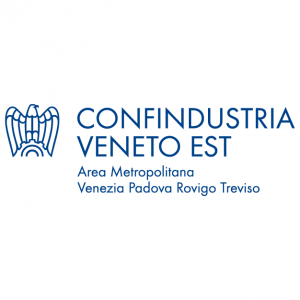 CONFINDUSTRIA
VENETO EST
Area Metropolitana
Venezia Padova Rovigo Treviso